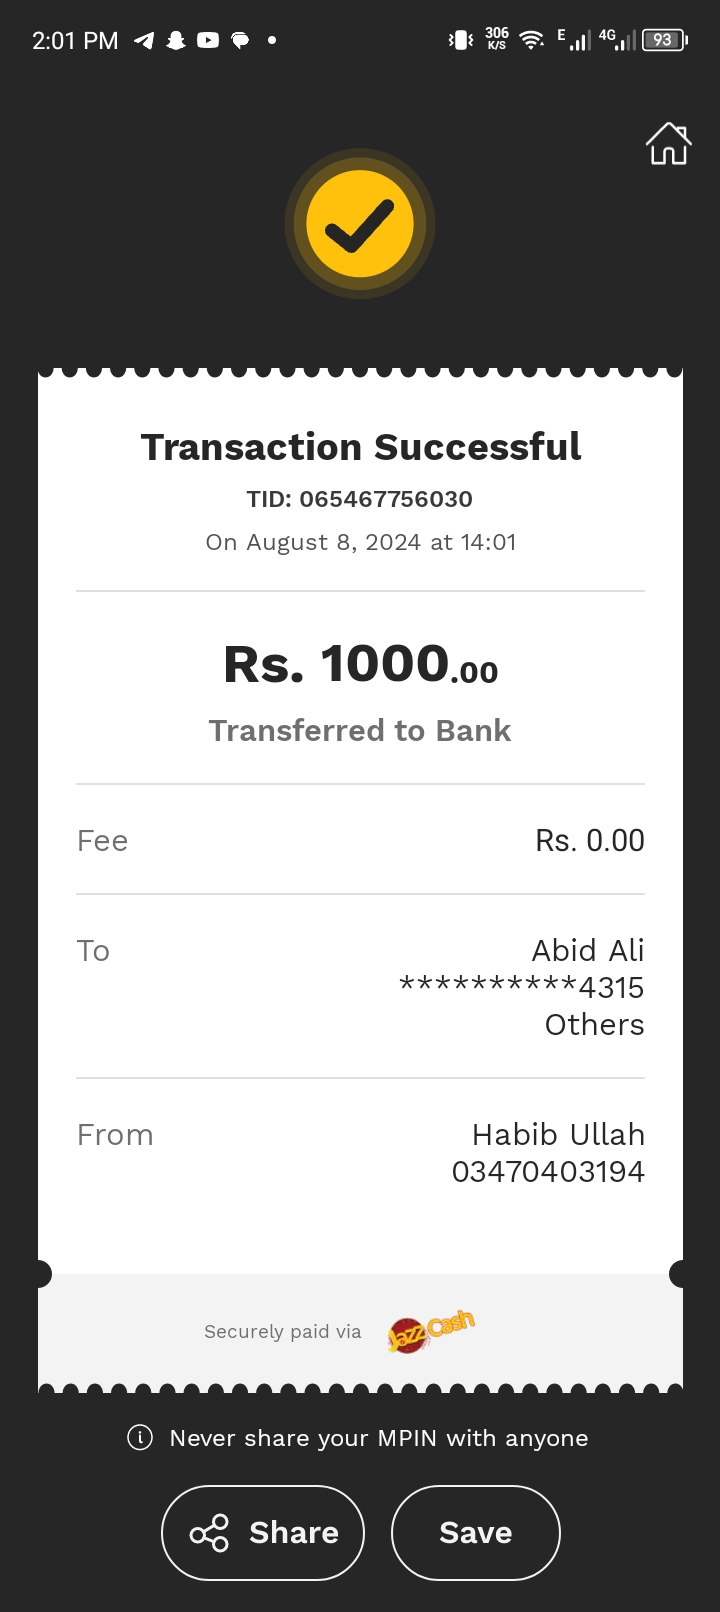 2:01 PM 306 K/S E 4G 93
Transaction Successful
TID: 065467756030
On August 8, 2024 at 14:01
Rs. 1000.00
Transferred to Bank
Fee Rs. 0.00
To Abid Ali
**********4315
Others
From Habib Ullah
03470403194
Securely paid via JazzCash
Never share your MPIN with anyone
Share Save